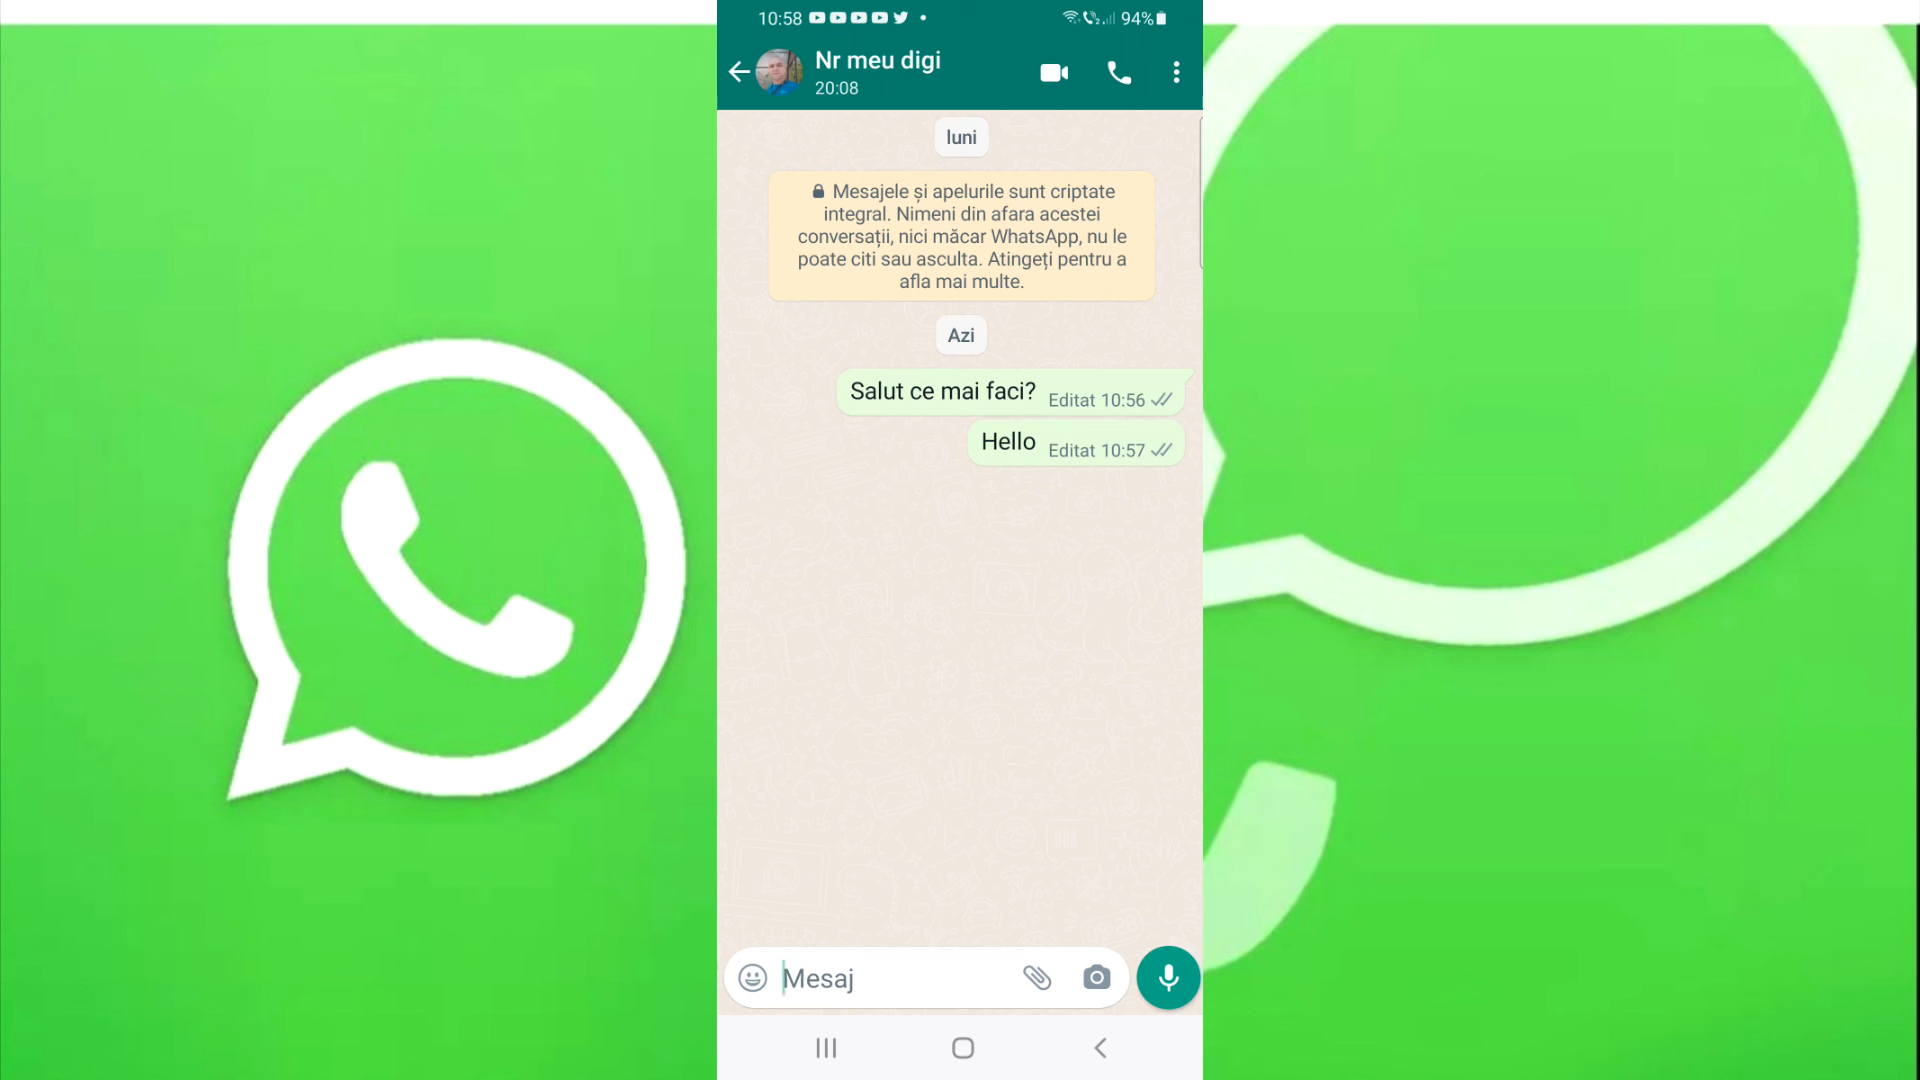 10:58
94%
Nr meu digi
20:08
luni
Mesajele și apelurile sunt criptate
integral. Nimeni din afara acestei
conversații, nici măcar WhatsApp, nu le
poate citi sau asculta. Atingeți pentru a
afla mai multe.
Azi
Salut ce mai faci? Editat 10:56
Hello Editat 10:57
Mesaj